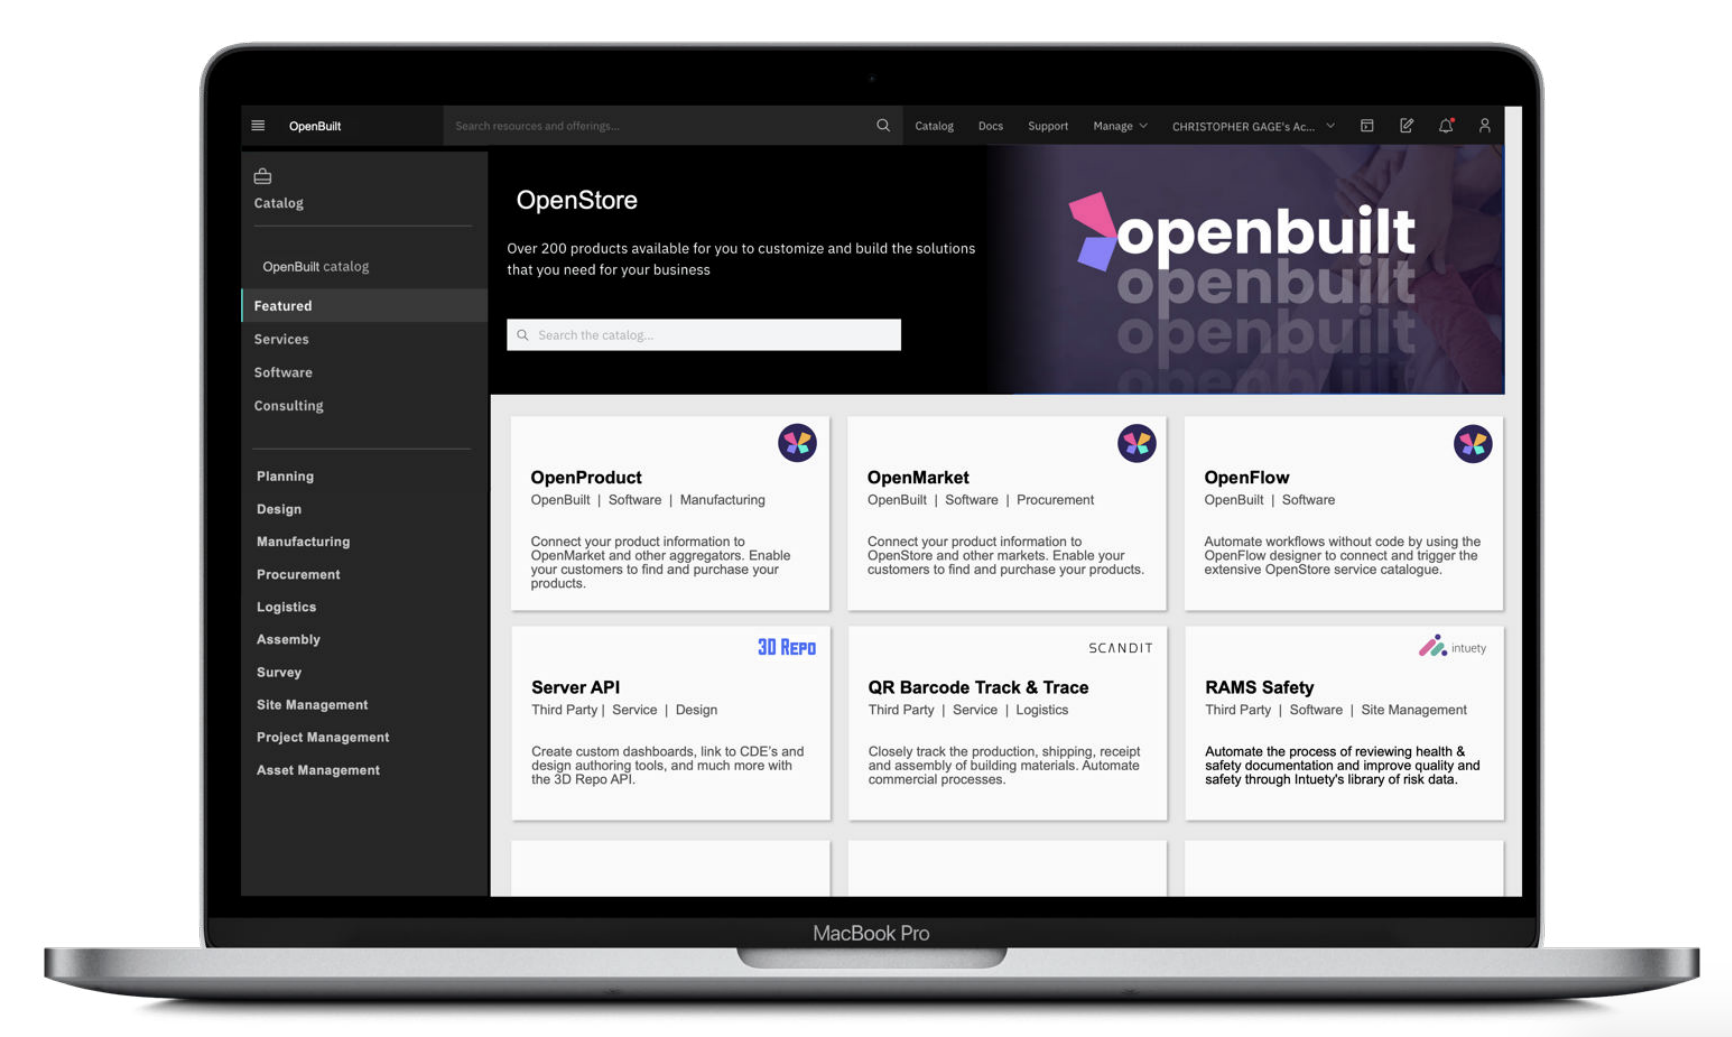 OpenBuilt
Search resources and offerings...
Catalog
Docs
Support
Manage
CHRISTOPHER GAGE's Ac...
Catalog
OpenBuilt catalog
Featured
Services
Software
Consulting
Planning
Design
Manufacturing
Procurement
Logistics
Assembly
Survey
Site Management
Project Management
Asset Management
OpenStore
Over 200 products available for you to customize and build the solutions
that you need for your business
Search the catalog...
openbuilt
openbuilt
openbuilt
openbuilt
OpenProduct
OpenBuilt | Software | Manufacturing
Connect your product information to
OpenMarket and other aggregators. Enable
your customers to find and purchase your
products.
OpenMarket
OpenBuilt | Software | Procurement
Connect your product information to
OpenStore and other markets. Enable your
customers to find and purchase your products.
OpenFlow
OpenBuilt | Software
Automate workflows without code by using the
OpenFlow designer to connect and trigger the
extensive OpenStore service catalogue.
3D REPO
Server API
Third Party | Service | Design
Create custom dashboards, link to CDE's and
design authoring tools, and much more with
the 3D Repo API.
SCANDIT
QR Barcode Track & Trace
Third Party | Service | Logistics
Closely track the production, shipping, receipt
and assembly of building materials. Automate
commercial processes.
intuety
RAMS Safety
Third Party | Software | Site Management
Automate the process of reviewing health &
safety documentation and improve quality and
safety through Intuety's library of risk data.
MacBook Pro